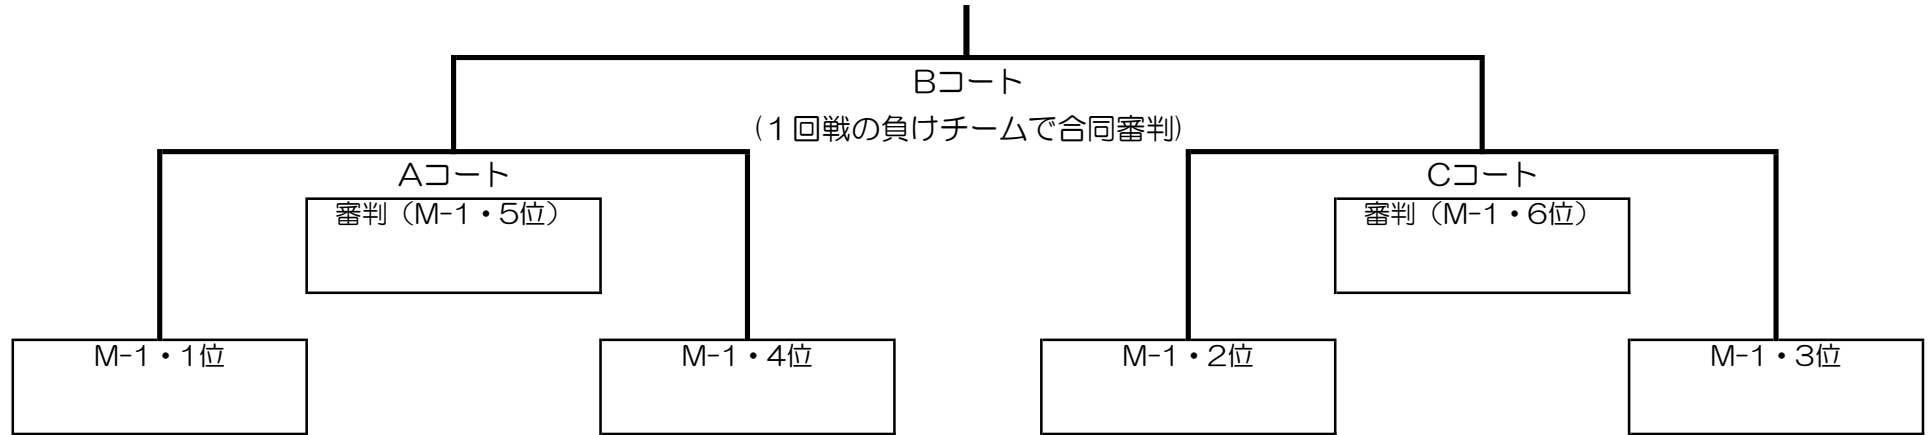 Bコート
（1回戦の負けチームで合同審判）
Aコート
Cコート
審判（M-1・5位）
審判（M-1・6位）
M-1・1位
M-1・4位
M-1・2位
M-1・3位